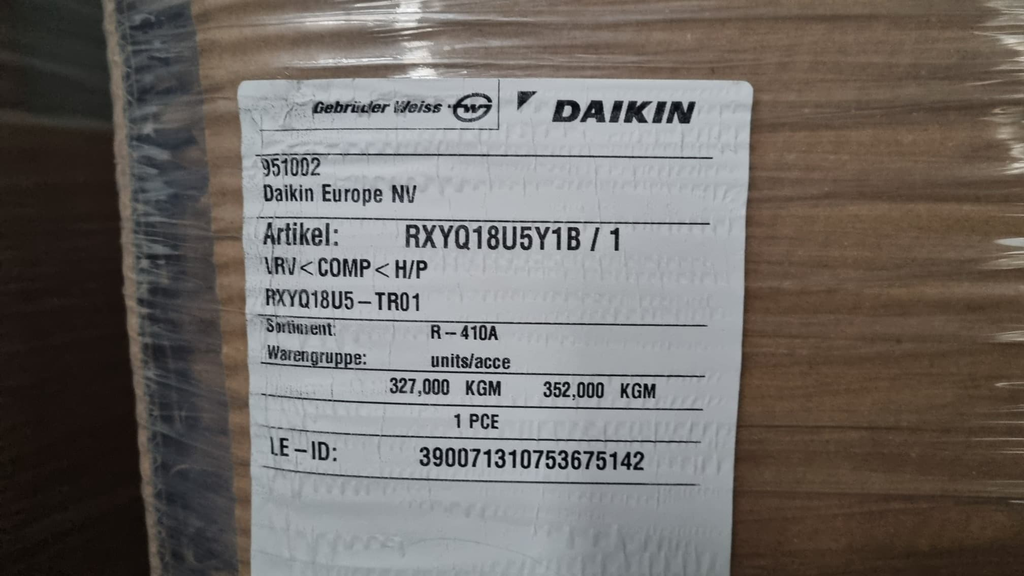 Gebrüder Weiss
DAIKIN
951002
Daikin Europe NV
Artikel: RXYQ18U5Y1B / 1
VRV<COMP<H/P
RXYQ18U5-TR01
Sortiment: R-410A
Warengruppe: units/acce
327,000 KGM 352,000 KGM
1 PCE
LE-ID: 390071310753675142